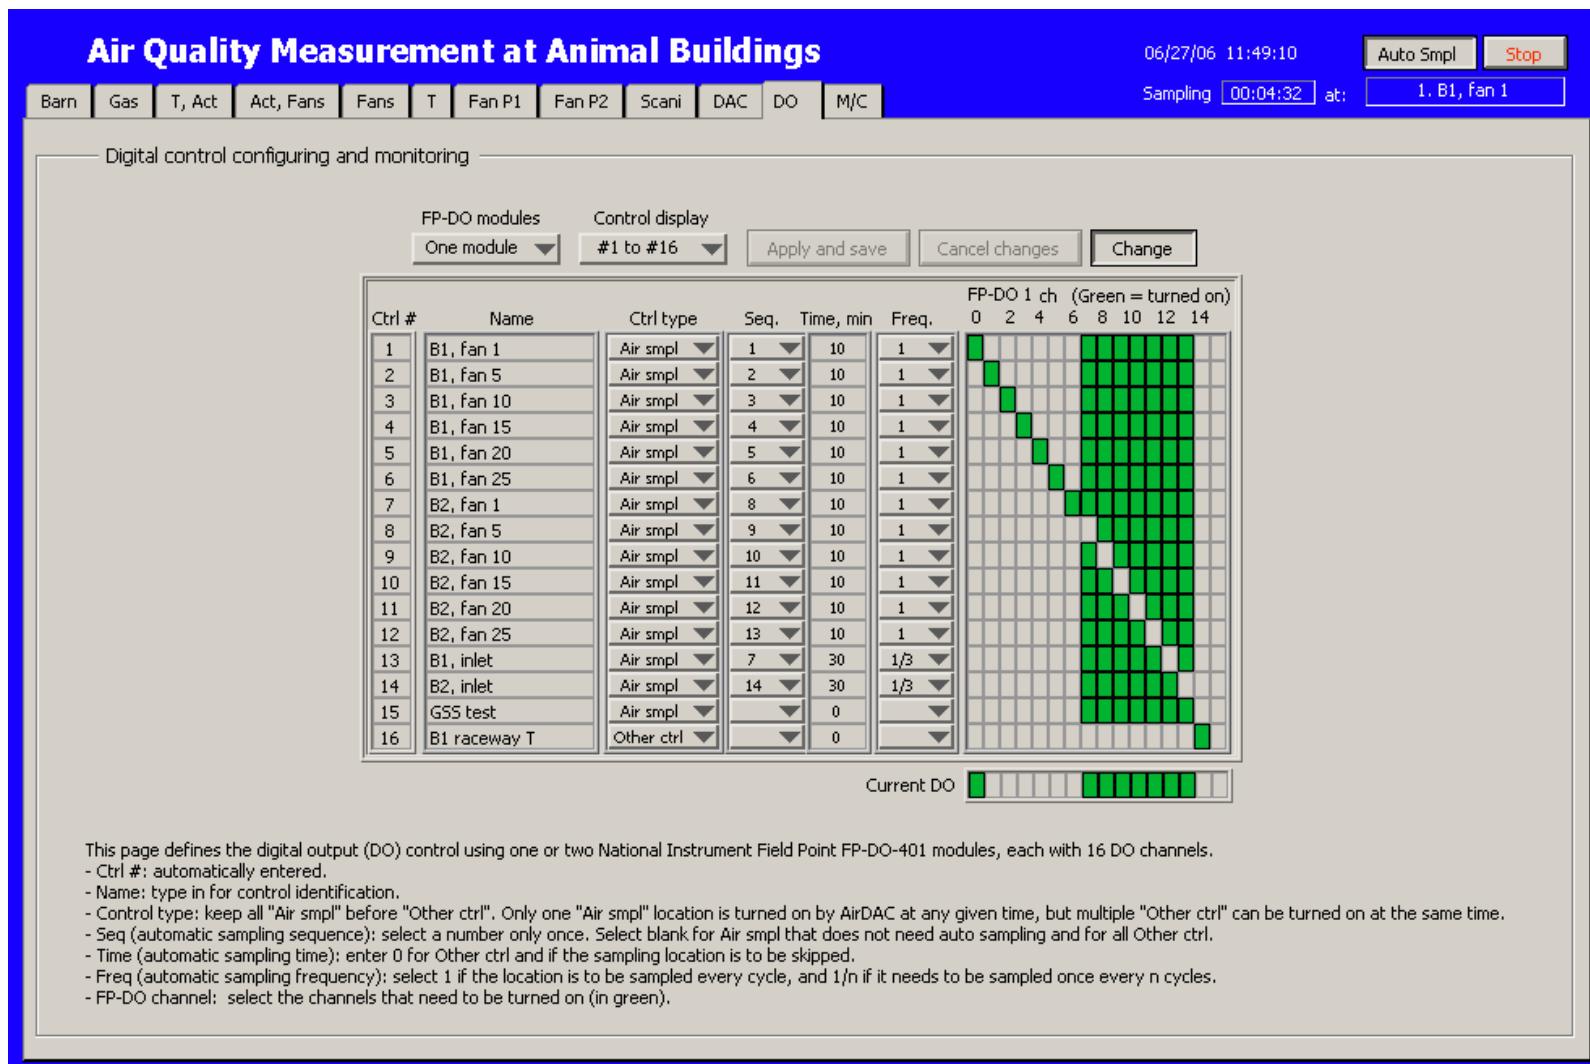 Air Quality Measurement at Animal Buildings
06/27/06 11:49:10
Auto Smpl
Stop
Sampling 00:04:32 at: 1. B1, fan 1
Barn Gas T, Act Act, Fans Fans T Fan P1 Fan P2 Scani DAC DO M/C
Digital control configuring and monitoring
FP-DO modules Control display
One module #1 to #16 Apply and save Cancel changes Change
FP-DO 1 ch (Green = turned on)
Ctrl # Name Ctrl type Seq. Time, min Freq. 0 2 4 6 8 10 12 14
1 B1, fan 1 Air smpl 1 10 1
2 B1, fan 5 Air smpl 2 10 1
3 B1, fan 10 Air smpl 3 10 1
4 B1, fan 15 Air smpl 4 10 1
5 B1, fan 20 Air smpl 5 10 1
6 B1, fan 25 Air smpl 6 10 1
7 B2, fan 1 Air smpl 8 10 1
8 B2, fan 5 Air smpl 9 10 1
9 B2, fan 10 Air smpl 10 10 1
10 B2, fan 15 Air smpl 11 10 1
11 B2, fan 20 Air smpl 12 10 1
12 B2, fan 25 Air smpl 13 10 1
13 B1, inlet Air smpl 7 30 1/3
14 B2, inlet Air smpl 14 30 1/3
15 GSS test Air smpl 0
16 B1 raceway T Other ctrl 0
Current DO
This page defines the digital output (DO) control using one or two National Instrument Field Point FP-DO-401 modules, each with 16 DO channels.
- Ctrl #: automatically entered.
- Name: type in for control identification.
- Control type: keep all "Air smpl" before "Other ctrl". Only one "Air smpl" location is turned on by AirDAC at any given time, but multiple "Other ctrl" can be turned on at the same time.
- Seq (automatic sampling sequence): select a number only once. Select blank for Air smpl that does not need auto sampling and for all Other ctrl.
- Time (automatic sampling time): enter 0 for Other ctrl and if the sampling location is to be skipped.
- Freq (automatic sampling frequency): select 1 if the location is to be sampled every cycle, and 1/n if it needs to be sampled once every n cycles.
- FP-DO channel: select the channels that need to be turned on (in green).